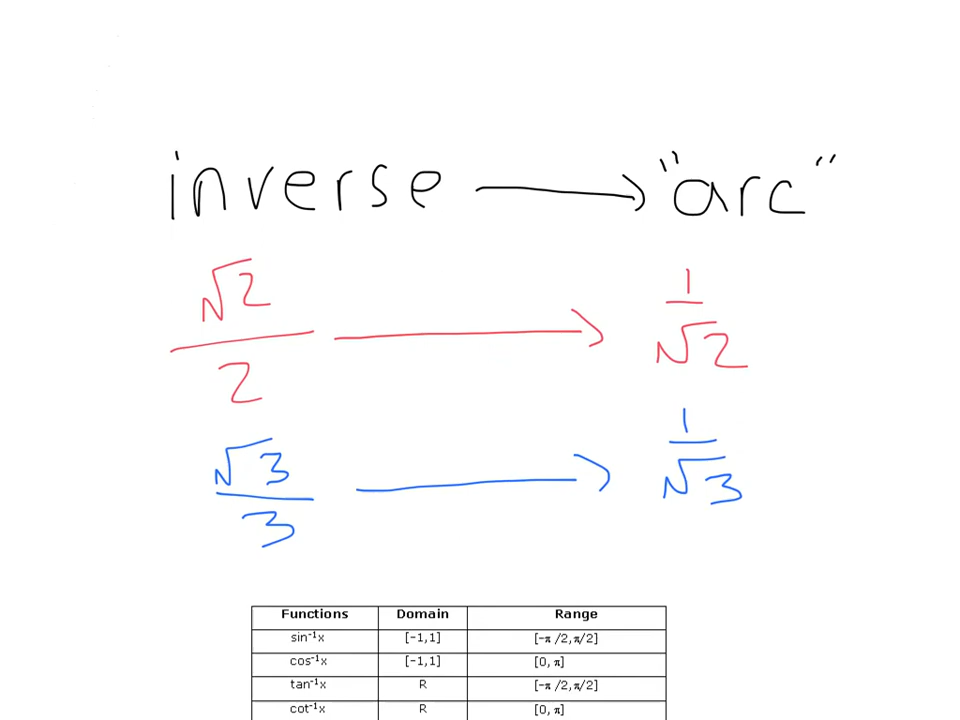 inverse → "arc"
√2/2 → 1/√2
√3/3 → 1/√3
Functions Domain Range
sin⁻¹x [-1,1] [-π /2,π/2]
cos⁻¹x [-1,1] [0, π]
tan⁻¹x R [-π /2,π/2]
cot⁻¹x R [0, π]